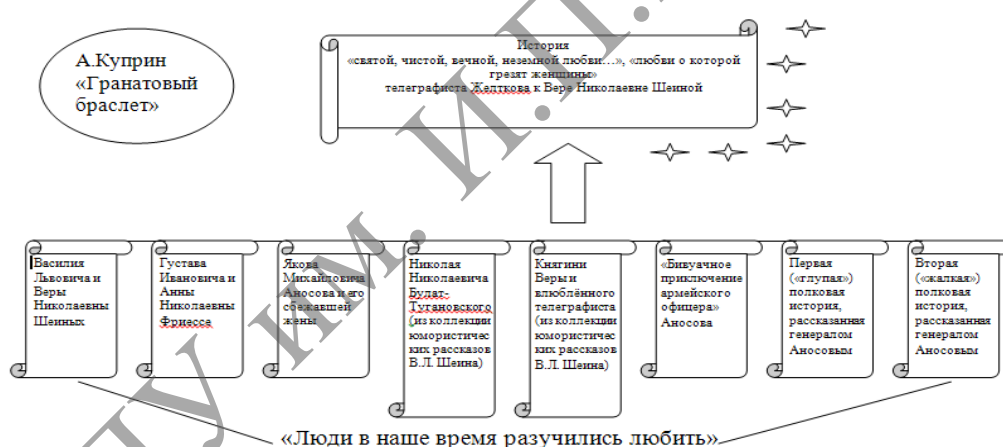 А.Куприн
«Гранатовый
браслет»
История
«святой, чистой, вечной, неземной любви…», «любви о которой
грезят женщины»
телеграфиста Желткова к Вере Николаевне Шеиной
Василия
Львовича и
Веры
Николаевны
Шеиных
Густава
Ивановича и
Анны
Николаевны
Фриессе
Якова
Михайловича
Аносова и его
сбежавшей
жены
Николая
Николаевича
Булат-
Тугановского
(из коллекции
юмористичес
ких рассказов
В.Л. Шеина)
Княгини
Веры и
влюблённого
телеграфиста
(из коллекции
юмористичес
ких рассказов
В.Л. Шеина)
«Бивуачное
приключение
армейского
офицера»
Аносова
Первая
(«глупая»)
полковая
история,
рассказанная
генералом
Аносовым
Вторая
(«жалкая»)
полковая
история,
рассказанная
генералом
Аносовым
«Люди в наше время разучились любить»
ИМ. И.П.